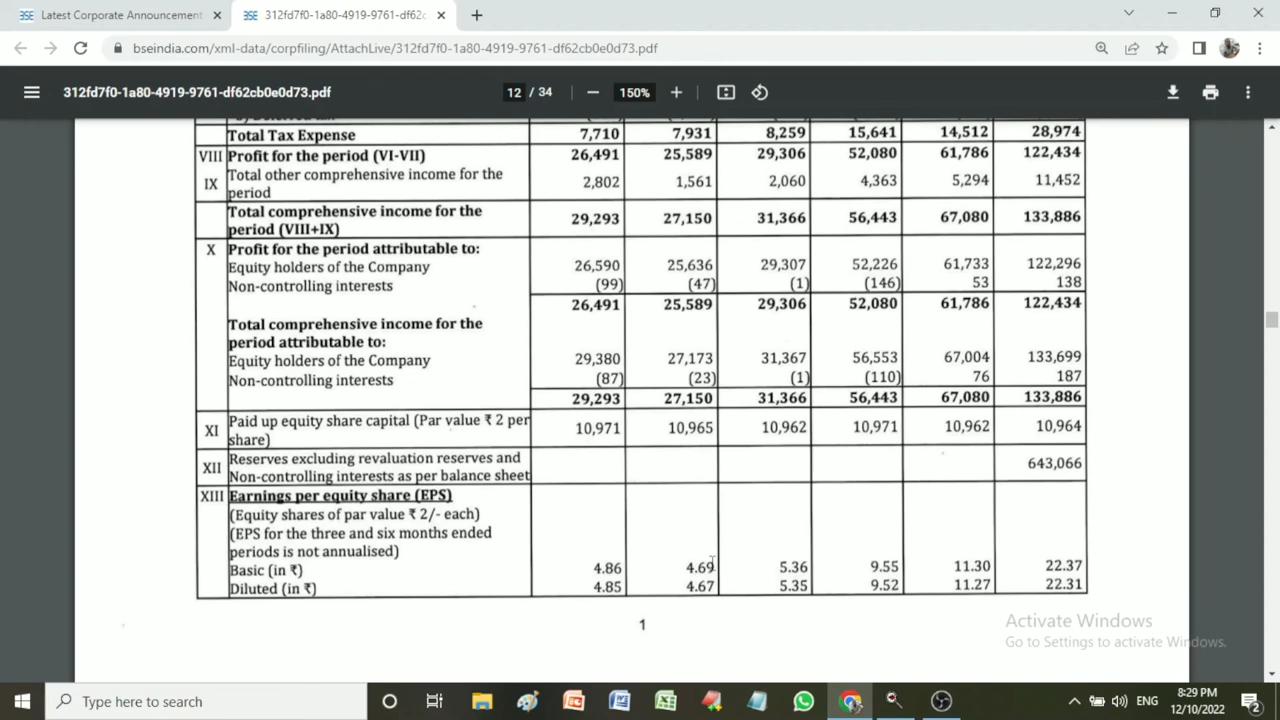 Latest Corporate Announcement
312fd7f0-1a80-4919-9761-df62c
bseindia.com/xml-data/corpfiling/AttachLive/312fd7f0-1a80-4919-9761-df62cb0e0d73.pdf
312fd7f0-1a80-4919-9761-df62cb0e0d73.pdf 12 / 34 150%
Total Tax Expense 7,710 7,931 8,259 15,641 14,512 28,974
VIII Profit for the period (VI-VII) 26,491 25,589 29,306 52,080 61,786 122,434
IX Total other comprehensive income for the
period 2,802 1,561 2,060 4,363 5,294 11,452
Total comprehensive income for the
period (VIII+IX) 29,293 27,150 31,366 56,443 67,080 133,886
X Profit for the period attributable to:
Equity holders of the Company 26,590 25,636 29,307 52,226 61,733 122,296
Non-controlling interests (99) (47) (1) (146) 53 138
26,491 25,589 29,306 52,080 61,786 122,434
Total comprehensive income for the
period attributable to:
Equity holders of the Company 29,380 27,173 31,367 56,553 67,004 133,699
Non-controlling interests (87) (23) (1) (110) 76 187
29,293 27,150 31,366 56,443 67,080 133,886
XI Paid up equity share capital (Par value ₹ 2 per
share) 10,971 10,965 10,962 10,971 10,962 10,964
XII Reserves excluding revaluation reserves and
Non-controlling interests as per balance sheet 643,066
XIII Earnings per equity share (EPS)
(Equity shares of par value ₹ 2/- each)
(EPS for the three and six months ended
periods is not annualised)
Basic (in ₹) 4.86 4.69 5.36 9.55 11.30 22.37
Diluted (in ₹) 4.85 4.67 5.35 9.52 11.27 22.31
1
Activate Windows
Go to Settings to activate Windows.
Type here to search
ENG
8:29 PM
12/10/2022
2